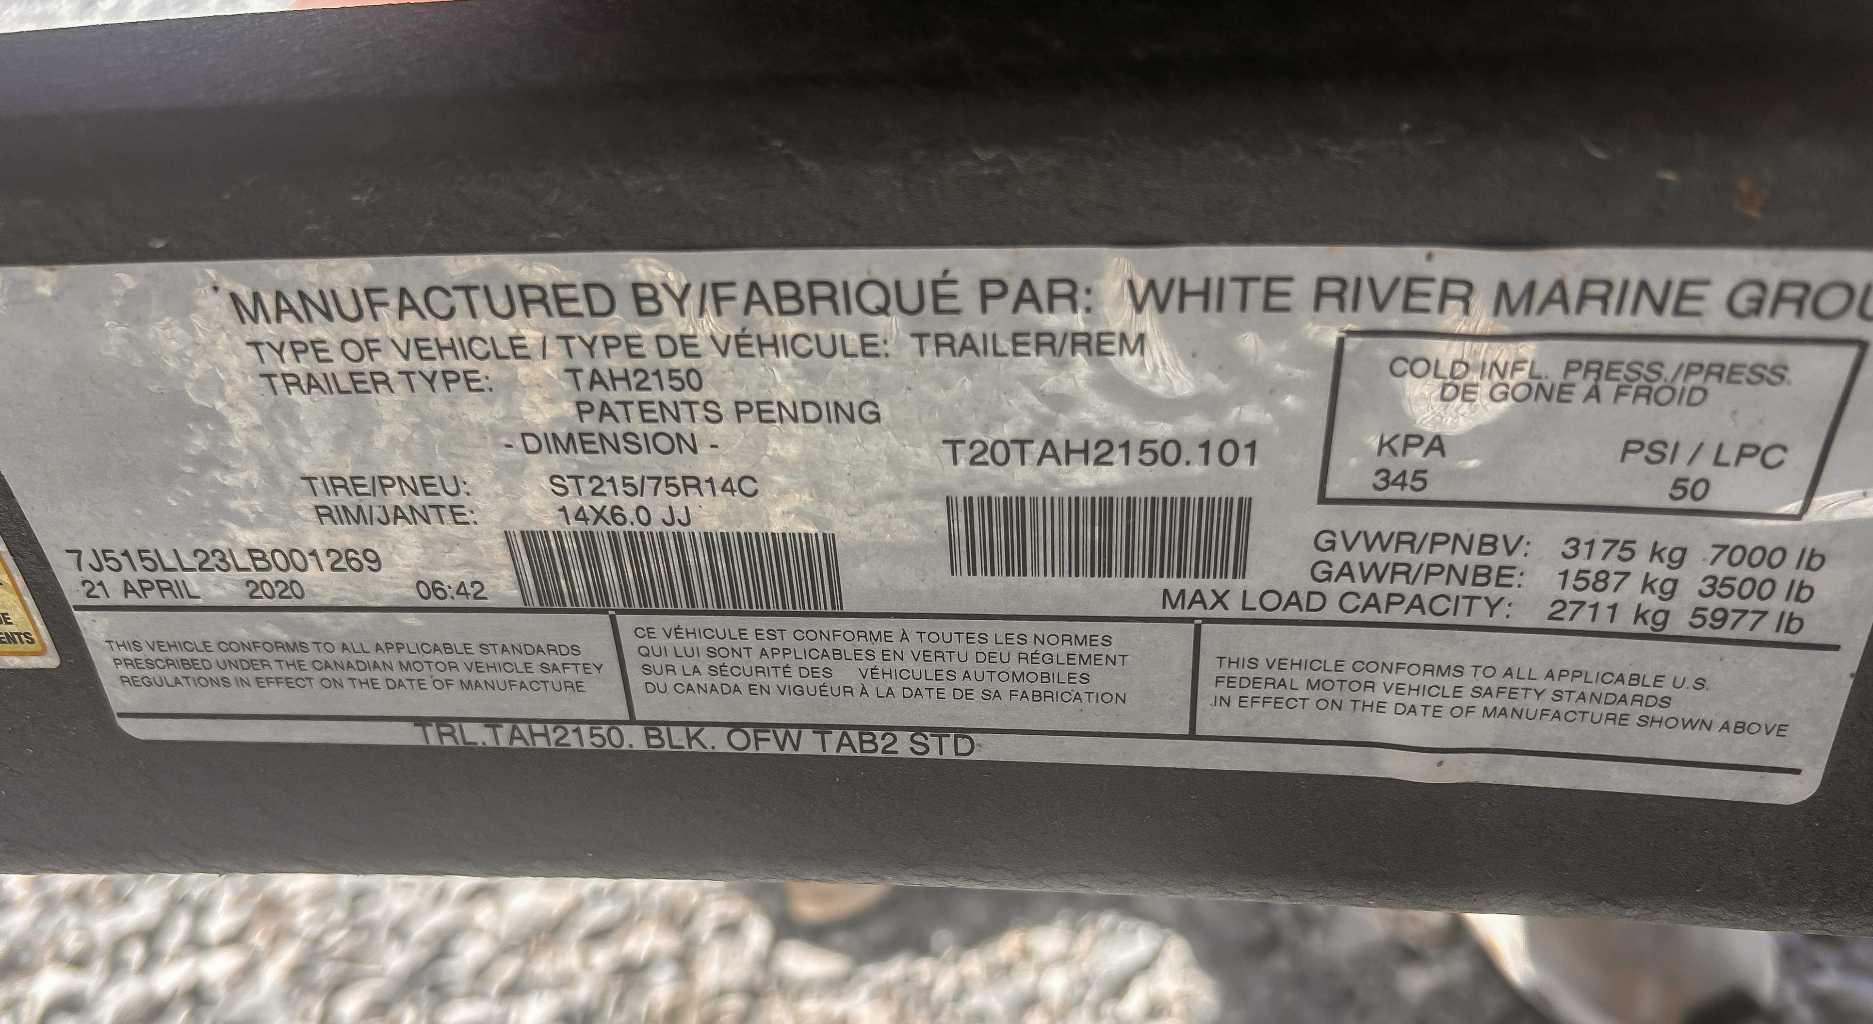 MANUFACTURED BY/FABRIQUÉ PAR: WHITE RIVER MARINE GROU
TYPE OF VEHICLE / TYPE DE VÉHICULE: TRAILER/REM
TRAILER TYPE: TAH2150
PATENTS PENDING
- DIMENSION -
TIRE/PNEU: ST215/75R14C
RIM/JANTE: 14X6.0 JJ
T20TAH2150.101
COLD INFL. PRESS./PRESS.
DE GONE À FROID
KPA PSI / LPC
345 50
7J515LL23LB001269
21 APRIL 2020 06:42
GVWR/PNBV: 3175 kg 7000 lb
GAWR/PNBE: 1587 kg 3500 lb
MAX LOAD CAPACITY: 2711 kg 5977 lb
THIS VEHICLE CONFORMS TO ALL APPLICABLE STANDARDS
PRESCRIBED UNDER THE CANADIAN MOTOR VEHICLE SAFTEY
REGULATIONS IN EFFECT ON THE DATE OF MANUFACTURE
CE VÉHICULE EST CONFORME À TOUTES LES NORMES
QUI LUI SONT APPLICABLES EN VERTU DEU RÉGLEMENT
SUR LA SÉCURITÉ DES VÉHICULES AUTOMOBILES
DU CANADA EN VIGUÉUR À LA DATE DE SA FABRICATION
THIS VEHICLE CONFORMS TO ALL APPLICABLE U.S.
FEDERAL MOTOR VEHICLE SAFETY STANDARDS
IN EFFECT ON THE DATE OF MANUFACTURE SHOWN ABOVE
TRL.TAH2150. BLK. OFW TAB2 STD